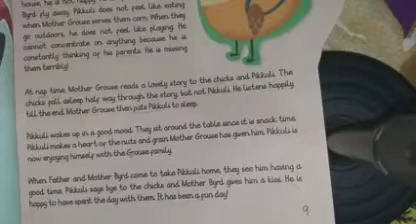 house, he is not happy. He
Byrd fly away. Pikkuli does not feel like eating
when Mother Grouse serves them corn. When they
go outdoors, he does not feel like playing. He
cannot concentrate on anything because he is
constantly thinking of his parents. He is missing
them terribly!
At nap time, Mother Grouse reads a lovely story to the chicks and Pikkuli. The
chicks fall asleep half way through the story, but not Pikkuli. He listens happily
till the end. Mother Grouse then pats Pikkuli to sleep.
Pikkuli wakes up in a good mood. They sit around the table since it is snack time.
Pikkuli makes a heart of the nuts and grain Mother Grouse has given him. Pikkuli is
now enjoying himself with the Grouse family.
When Father and Mother Byrd come to take Pikkuli home, they see him having a
good time. Pikkuli says bye to the chicks and Mother Byrd gives him a kiss. He is
happy to have spent the day with them. It has been a fun day!
9